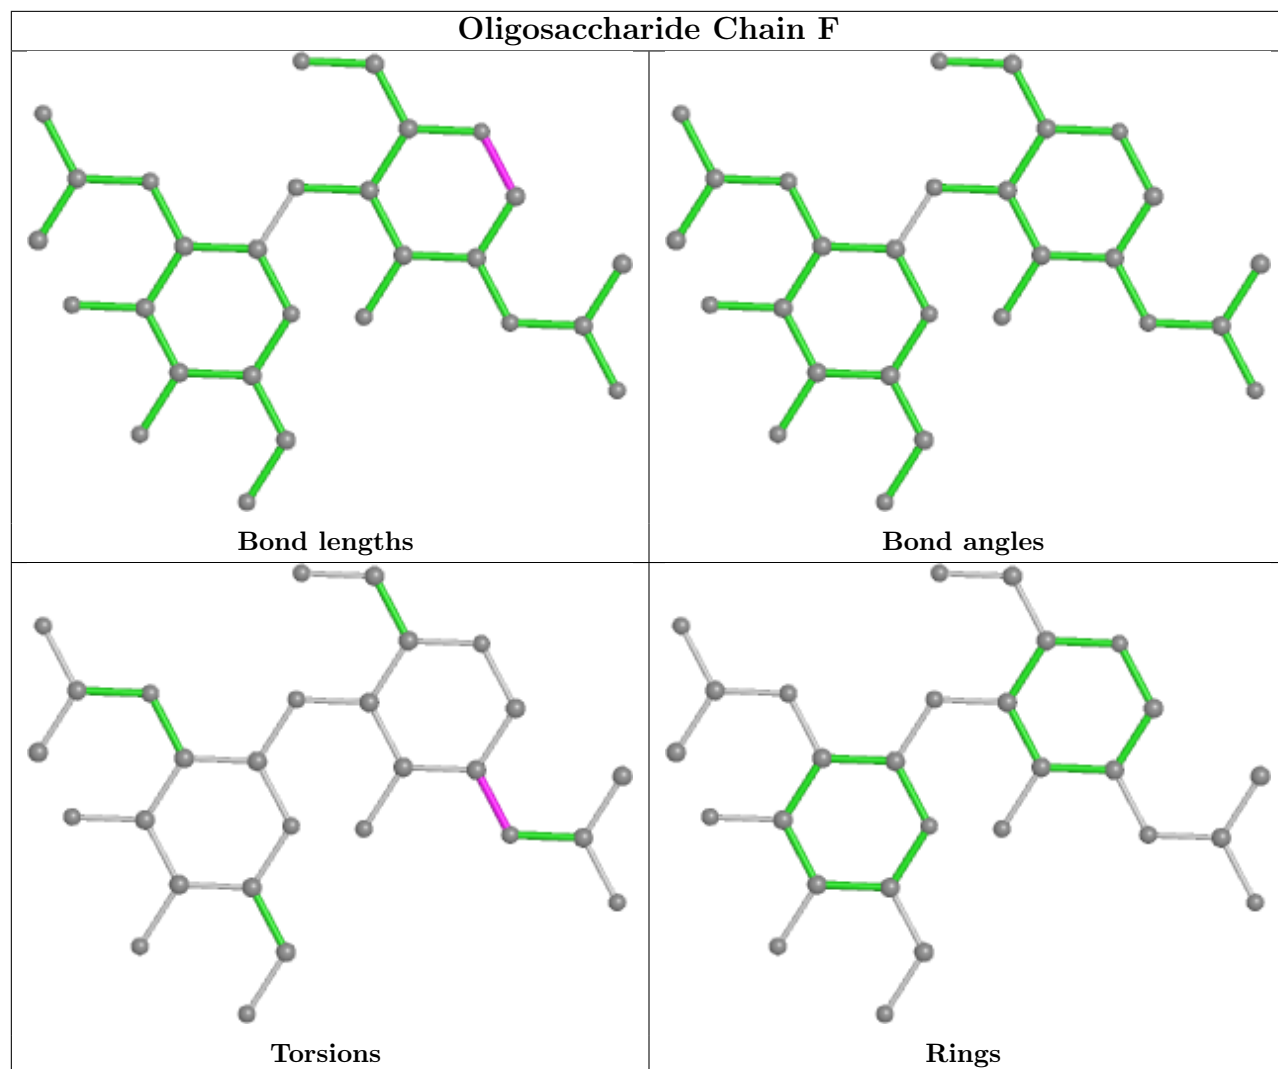 Oligosaccharide Chain F
Bond lengths
Bond angles
Torsions
Rings